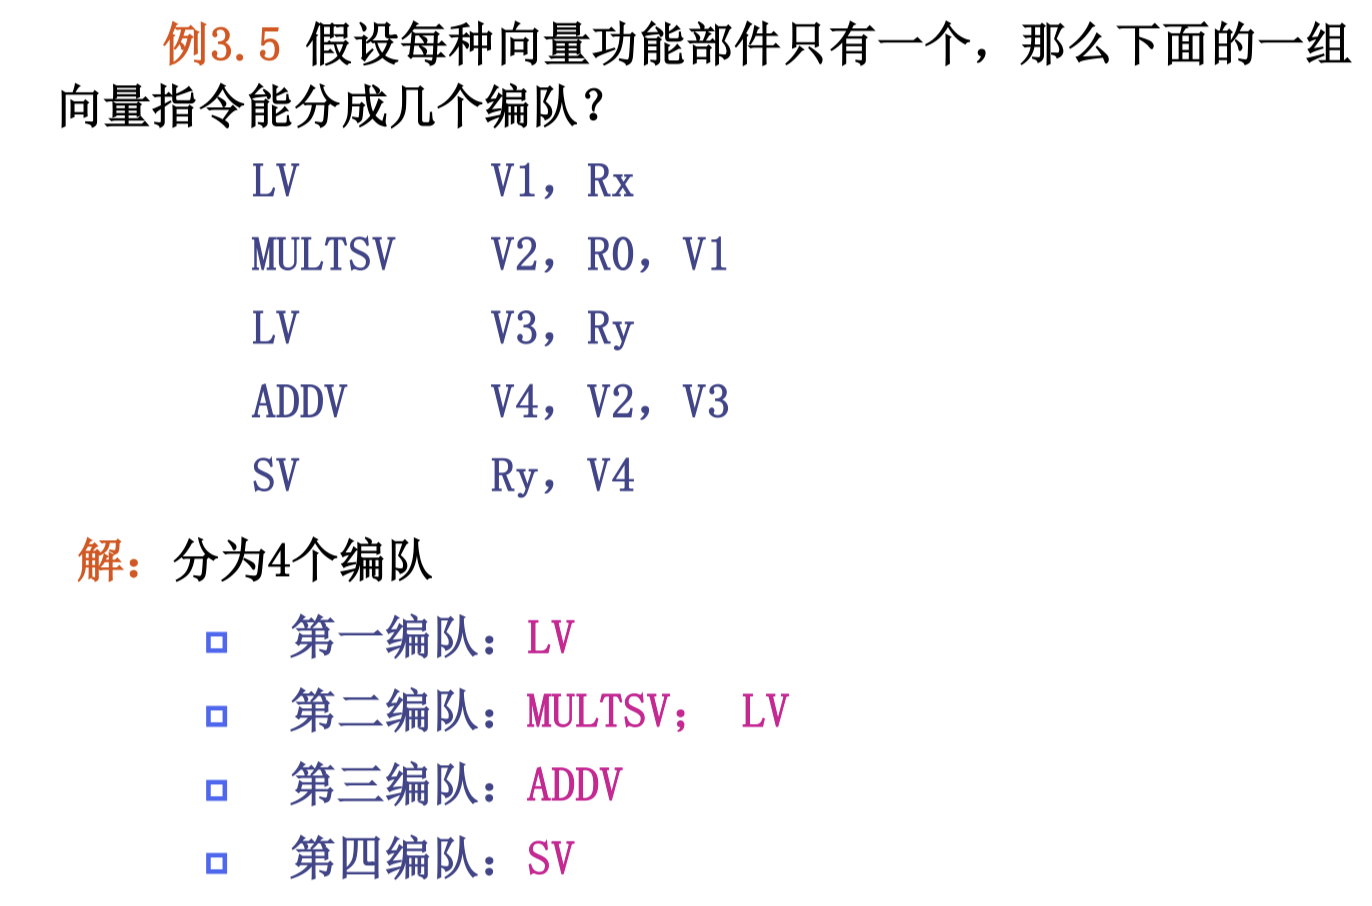 例3.5 假设每种向量功能部件只有一个，那么下面的一组
向量指令能分成几个编队？
LV V1，Rx
MULTSV V2，R0，V1
LV V3，Ry
ADDV V4，V2，V3
SV Ry，V4
解：分为4个编队
第一编队：LV
第二编队：MULTSV； LV
第三编队：ADDV
第四编队：SV